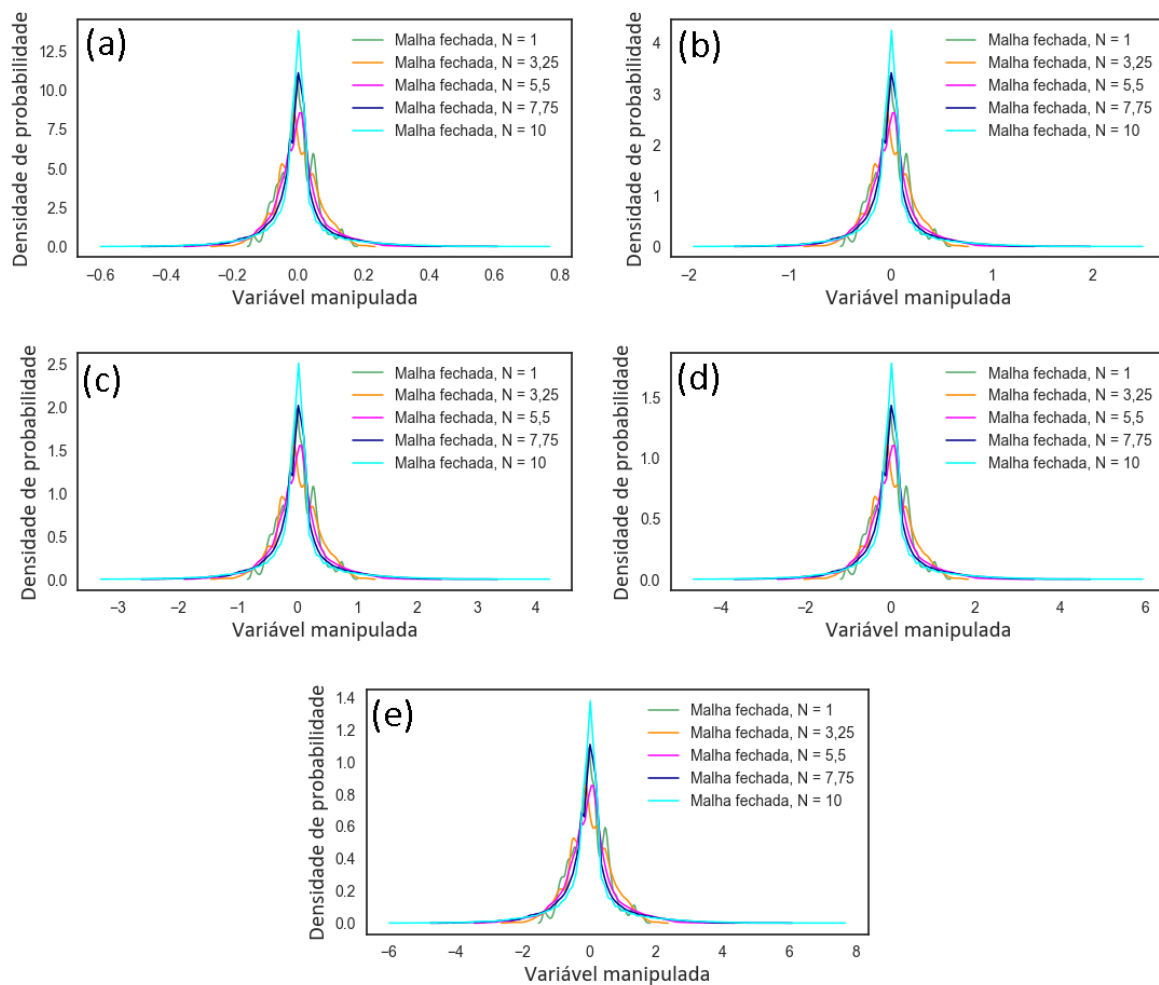 (a)
Densidade de probabilidade
12.5
10.0
7.5
5.0
2.5
0.0
Malha fechada, N = 1
Malha fechada, N = 3,25
Malha fechada, N = 5,5
Malha fechada, N = 7,75
Malha fechada, N = 10
−0.6 −0.4 −0.2 0.0 0.2 0.4 0.6 0.8
Variável manipulada
(b)
Densidade de probabilidade
4
3
2
1
0
Malha fechada, N = 1
Malha fechada, N = 3,25
Malha fechada, N = 5,5
Malha fechada, N = 7,75
Malha fechada, N = 10
−2 −1 0 1 2
Variável manipulada
(c)
Densidade de probabilidade
2.5
2.0
1.5
1.0
0.5
0.0
Malha fechada, N = 1
Malha fechada, N = 3,25
Malha fechada, N = 5,5
Malha fechada, N = 7,75
Malha fechada, N = 10
−3 −2 −1 0 1 2 3 4
Variável manipulada
(d)
Densidade de probabilidade
1.5
1.0
0.5
0.0
Malha fechada, N = 1
Malha fechada, N = 3,25
Malha fechada, N = 5,5
Malha fechada, N = 7,75
Malha fechada, N = 10
−4 −2 0 2 4 6
Variável manipulada
(e)
Densidade de probabilidade
1.4
1.2
1.0
0.8
0.6
0.4
0.2
0.0
Malha fechada, N = 1
Malha fechada, N = 3,25
Malha fechada, N = 5,5
Malha fechada, N = 7,75
Malha fechada, N = 10
−6 −4 −2 0 2 4 6 8
Variável manipulada